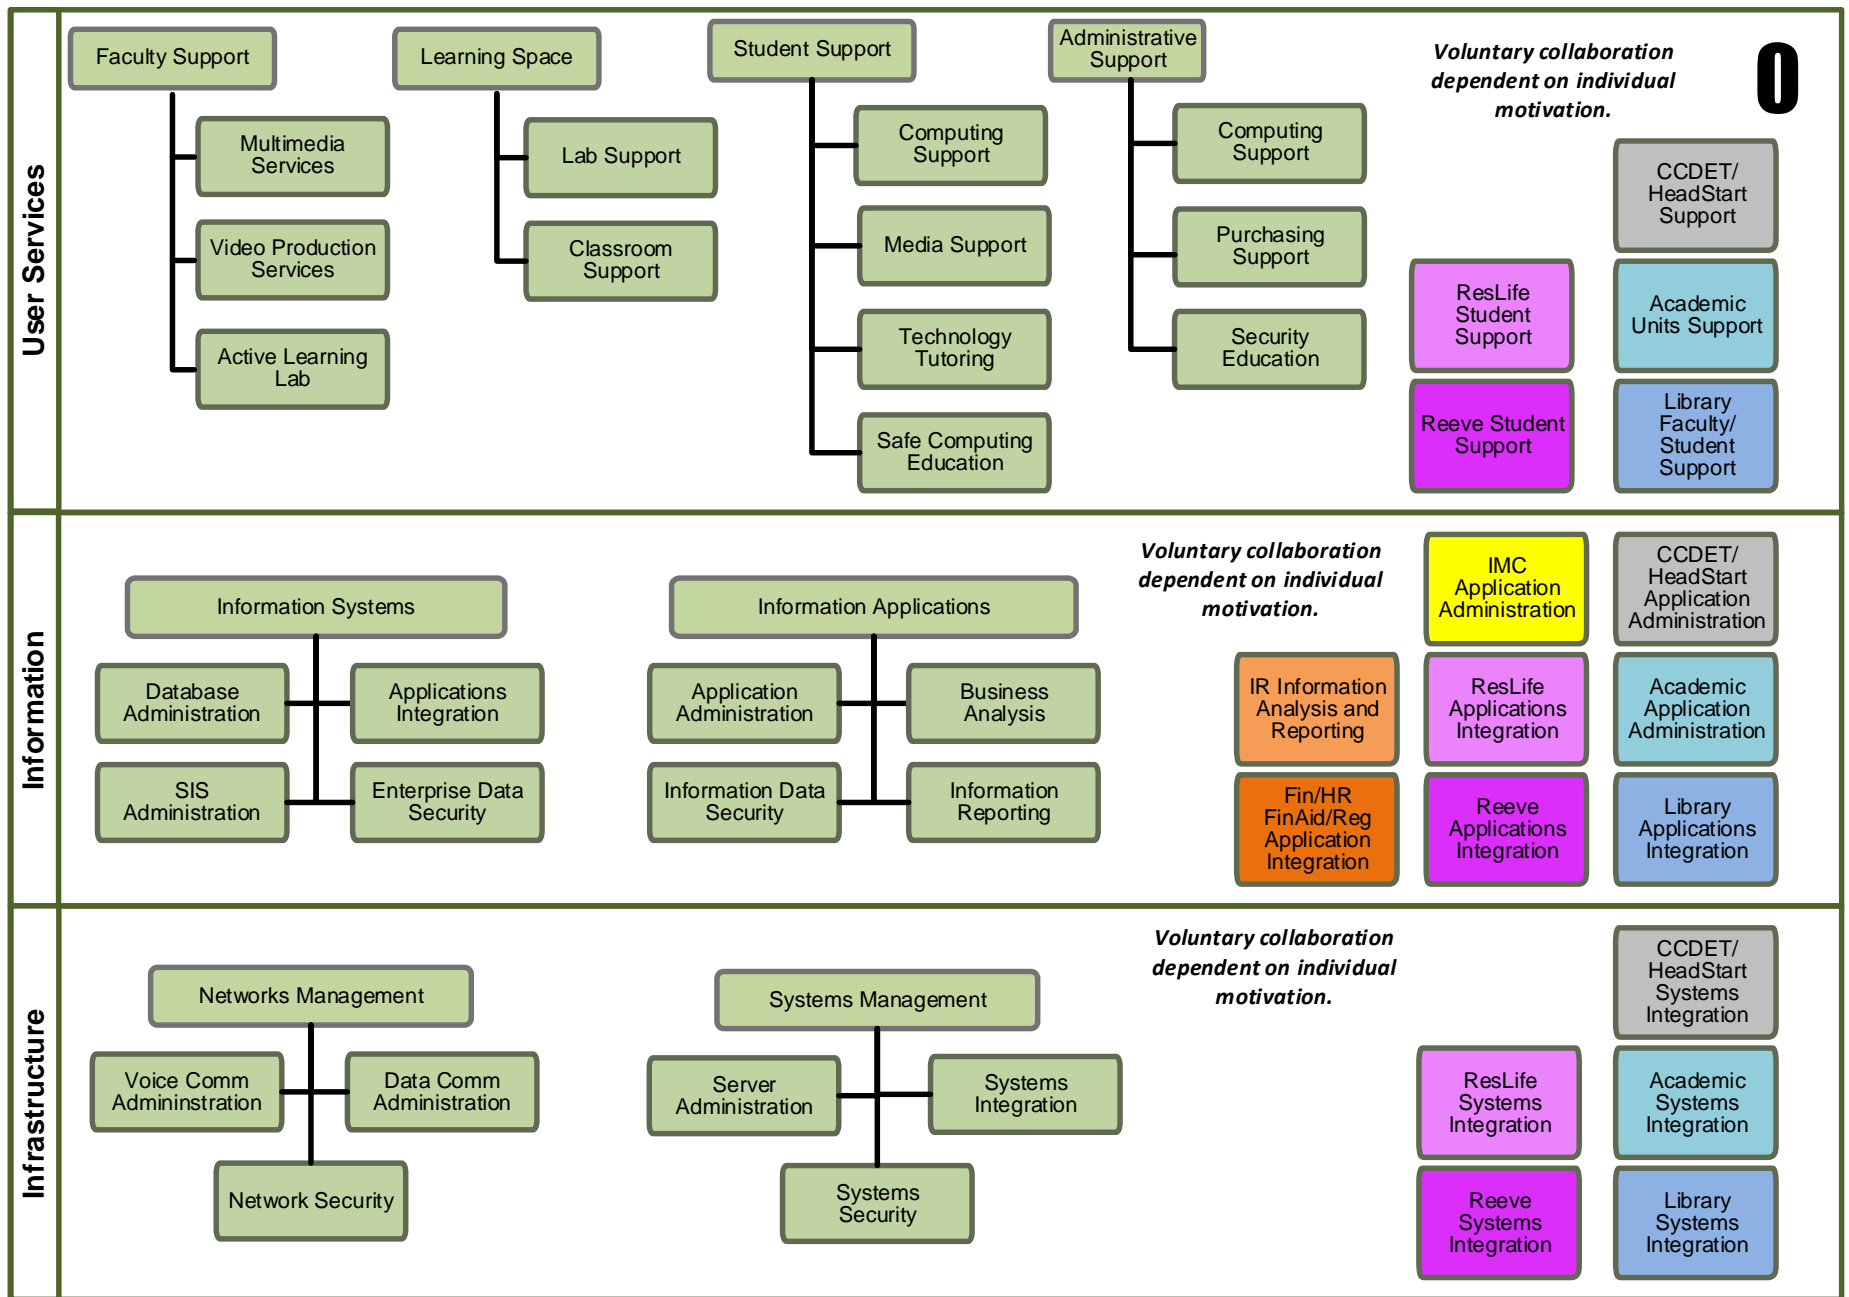 User Services
Faculty Support
Multimedia
Services
Video Production
Services
Active Learning
Lab
Learning Space
Lab Support
Classroom
Support
Student Support
Computing
Support
Media Support
Technology
Tutoring
Safe Computing
Education
Administrative
Support
Computing
Support
Purchasing
Support
Security
Education
Voluntary collaboration
dependent on individual
motivation.
0
CCDET/
HeadStart
Support
ResLife
Student
Support
Academic
Units Support
Reeve Student
Support
Library
Faculty/
Student
Support
Information
Information Systems
Database
Administration
Applications
Integration
SIS
Administration
Enterprise Data
Security
Information Applications
Application
Administration
Business
Analysis
Information Data
Security
Information
Reporting
Voluntary collaboration
dependent on individual
motivation.
IMC
Application
Administration
CCDET/
HeadStart
Application
Administration
IR Information
Analysis and
Reporting
ResLife
Applications
Integration
Academic
Application
Administration
Fin/HR
FinAid/Reg
Application
Integration
Reeve
Applications
Integration
Library
Applications
Integration
Infrastructure
Networks Management
Voice Comm
Admininstration
Data Comm
Administration
Network Security
Systems Management
Server
Administration
Systems
Integration
Systems
Security
Voluntary collaboration
dependent on individual
motivation.
CCDET/
HeadStart
Systems
Integration
ResLife
Systems
Integration
Academic
Systems
Integration
Reeve
Systems
Integration
Library
Systems
Integration